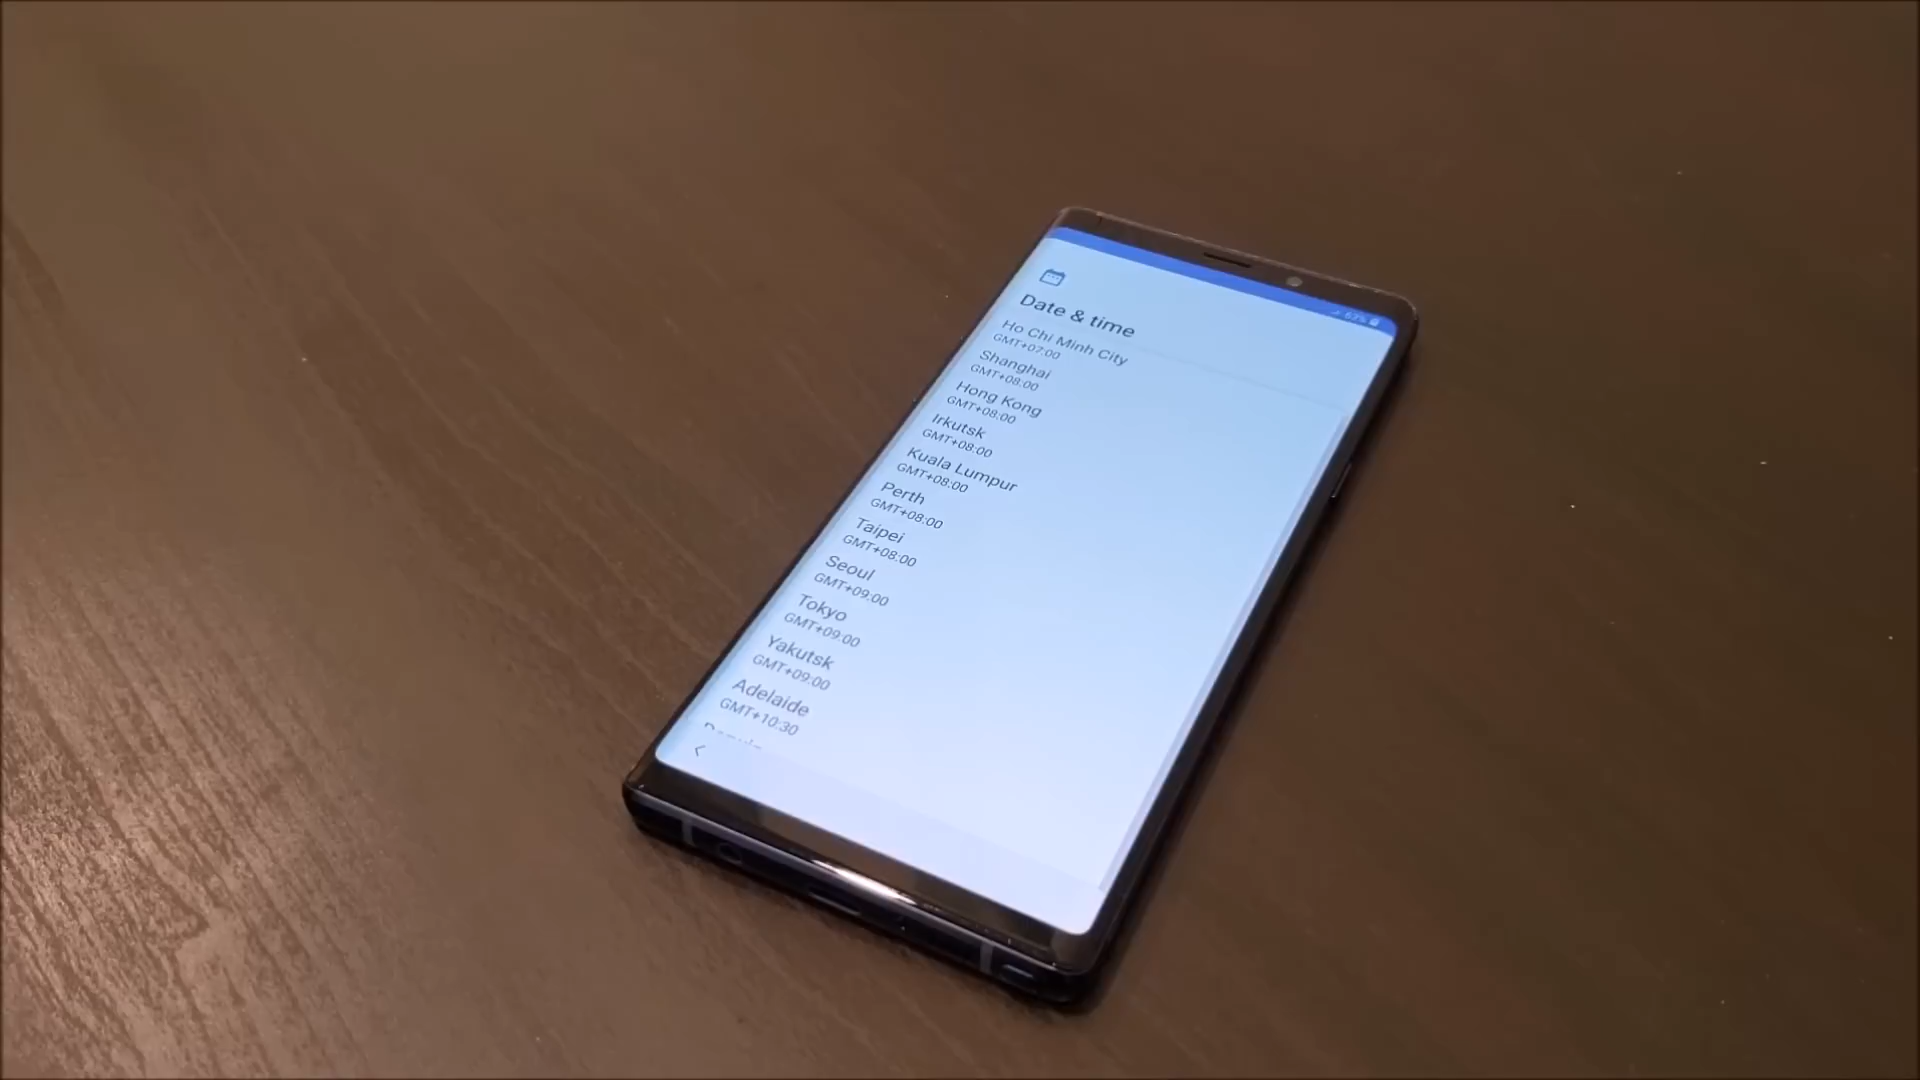 63%
Date & time
Ho Chi Minh City
GMT+07:00
Shanghai
GMT+08:00
Hong Kong
GMT+08:00
Irkutsk
GMT+08:00
Kuala Lumpur
GMT+08:00
Perth
GMT+08:00
Taipei
GMT+08:00
Seoul
GMT+09:00
Tokyo
GMT+09:00
Yakutsk
GMT+09:00
Adelaide
GMT+10:30